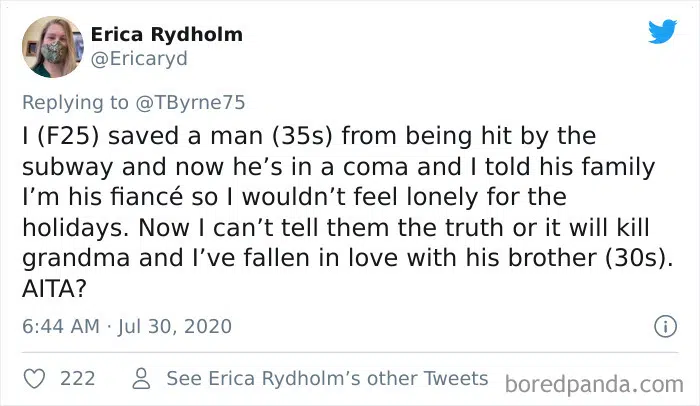 Erica Rydholm
@Ericaryd
Replying to @TByrne75
I (F25) saved a man (35s) from being hit by the
subway and now he’s in a coma and I told his family
I’m his fiancé so I wouldn’t feel lonely for the
holidays. Now I can’t tell them the truth or it will kill
grandma and I’ve fallen in love with his brother (30s).
AITA?
6:44 AM · Jul 30, 2020
222 See Erica Rydholm’s other Tweets
boredpanda.com